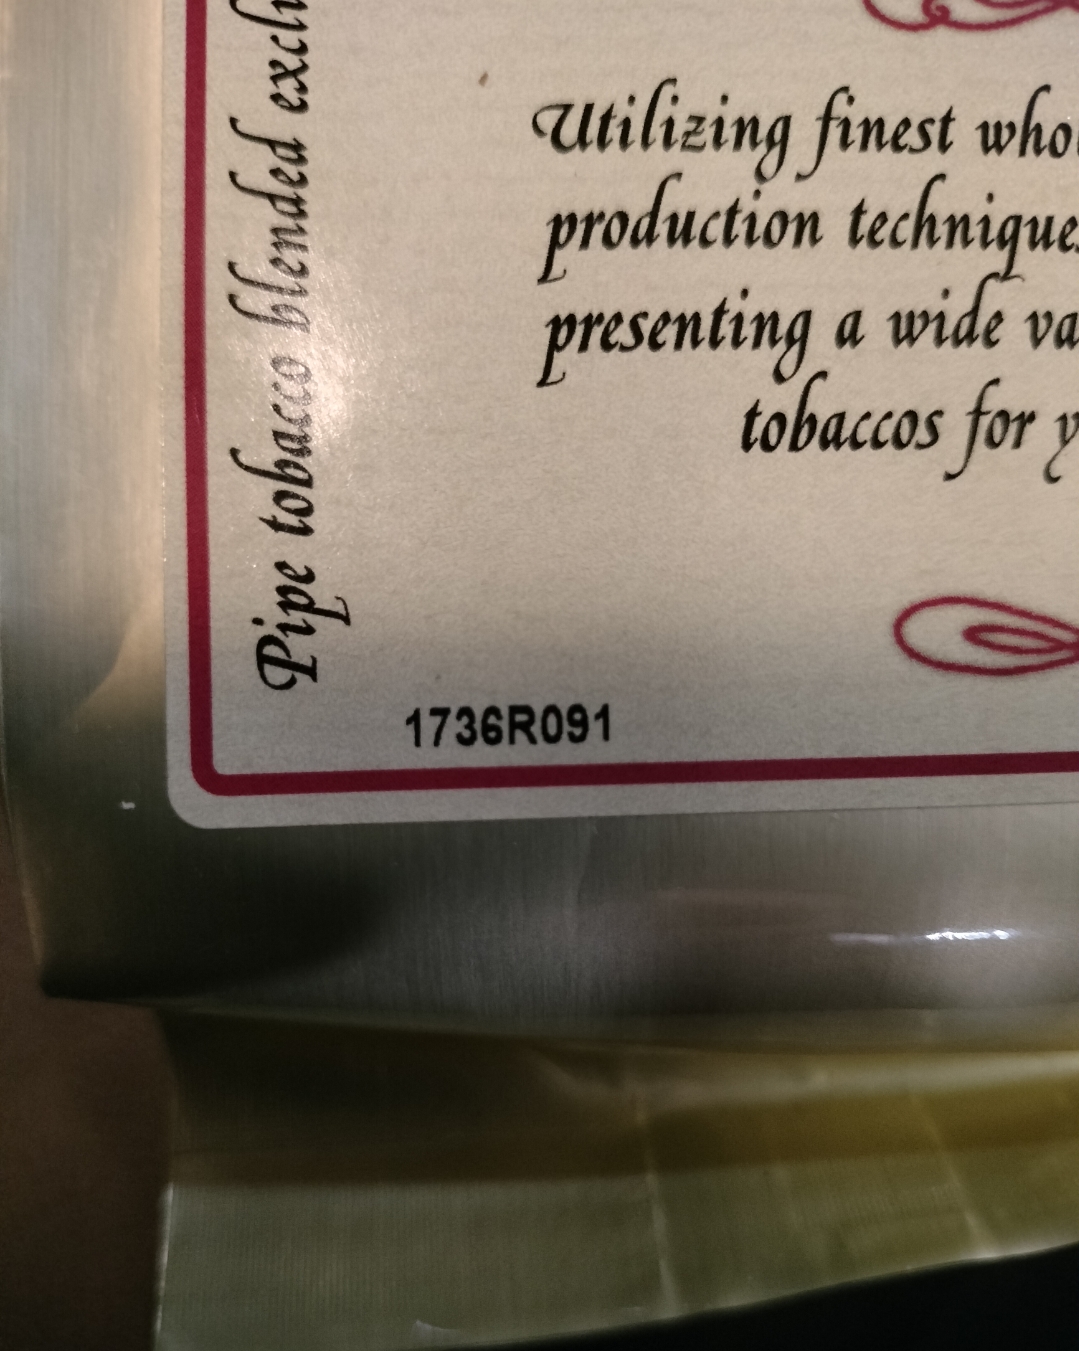 Utilizing finest
production
presenting a wide
tobaccos for
Pipe tobacco blended
1736R091